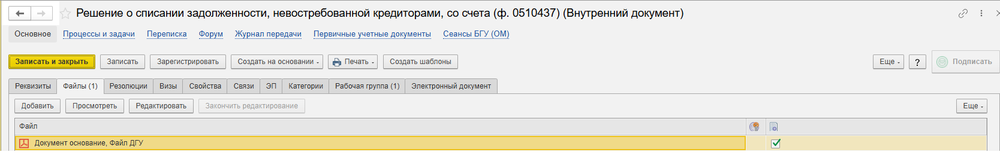 Решение о списании задолженности, невостребованной кредиторами, со счета (ф. 0510437) (Внутренний документ)
Основное Процессы и задачи Переписка Форум Журнал передачи Первичные учетные документы Сеансы БГУ (ОМ)
Записать и закрыть Записать Зарегистрировать Создать на основании Печать Создать шаблоны Еще ? Подписать
Реквизиты Файлы (1) Резолюции Визы Свойства Связи ЭП Категории Рабочая группа (1) Электронный документ
Добавить Просмотреть Редактировать Закончить редактирование Еще
Файл
Документ основание, Файл ДГУ